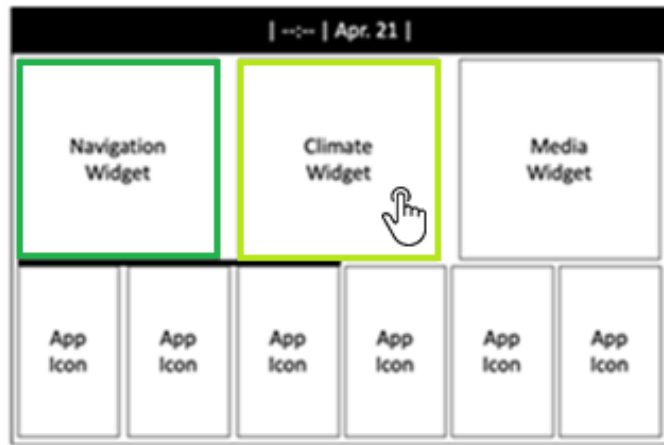 | --:-- | Apr. 21 |
Navigation
Widget
Climate
Widget
Media
Widget
App
Icon
App
Icon
App
Icon
App
Icon
App
Icon
App
Icon